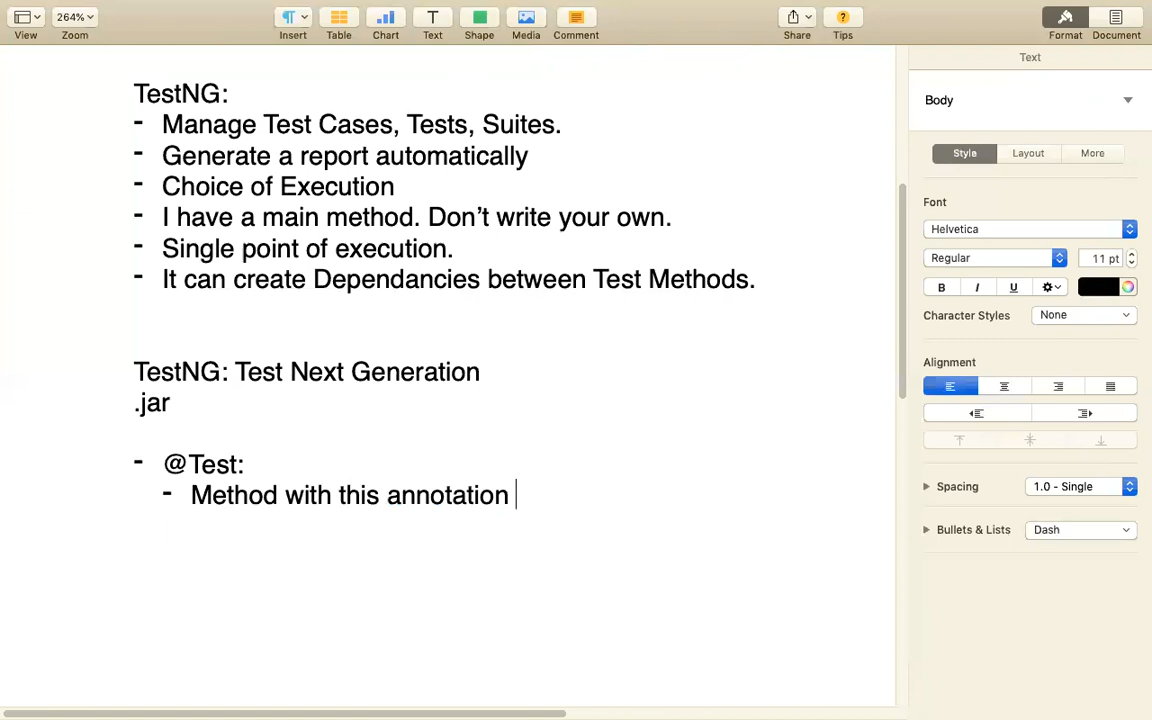 264%
View
Zoom
Insert
Table
Chart
Text
Shape
Media
Comment
Share
Tips
Format
Document
TestNG:
- Manage Test Cases, Tests, Suites.
- Generate a report automatically
- Choice of Execution
- I have a main method. Don’t write your own.
- Single point of execution.
- It can create Dependancies between Test Methods.
TestNG: Test Next Generation
.jar
- @Test:
- Method with this annotation
Text
Body
Style Layout More
Font
Helvetica
Regular 11 pt
B I U
Character Styles None
Alignment
Spacing 1.0 - Single
Bullets & Lists Dash